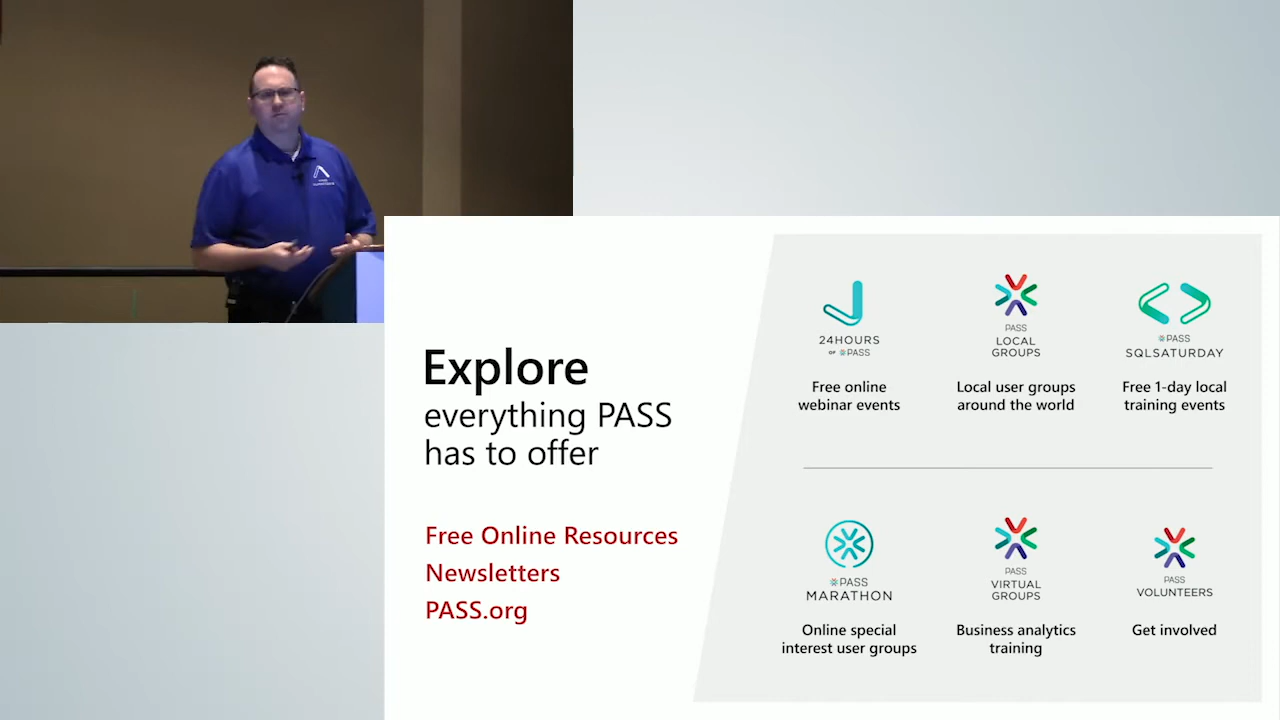 Explore
everything PASS
has to offer
Free Online Resources
Newsletters
PASS.org
24HOURS
OF PASS
Free online
webinar events
PASS
LOCAL
GROUPS
Local user groups
around the world
PASS
SQLSATURDAY
Free 1-day local
training events
PASS
MARATHON
Online special
interest user groups
PASS
VIRTUAL
GROUPS
Business analytics
training
PASS
VOLUNTEERS
Get involved